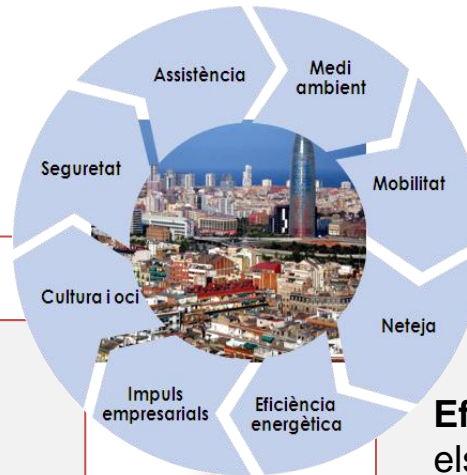 Assistència
Medi
ambient
Mobilitat
Neteja
Eficiència
energètica
Impuls
empresarials
Cultura i oci
Seguretat
Ef
els